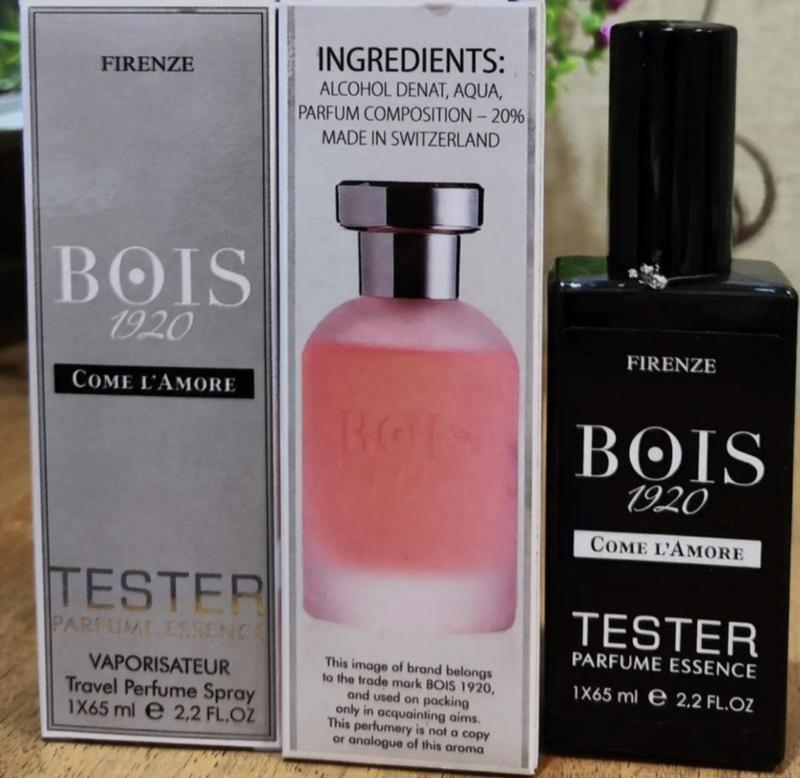 FIRENZE
BOIS
1920
COME L'AMORE
TESTER
PARFUME ESSENCE
VAPORISATEUR
Travel Perfume Spray
1X65 ml e 2,2 FL.OZ
INGREDIENTS:
ALCOHOL DENAT, AQUA,
PARFUM COMPOSITION – 20%
MADE IN SWITZERLAND
BOIS
This image of brand belongs
to the trade mark BOIS 1920,
and used on packing
only in acquainting aims.
This perfumery is not a copy
or analogue of this aroma
FIRENZE
BOIS
1920
COME L'AMORE
TESTER
PARFUME ESSENCE
1X65 ml e 2,2 FL.OZ